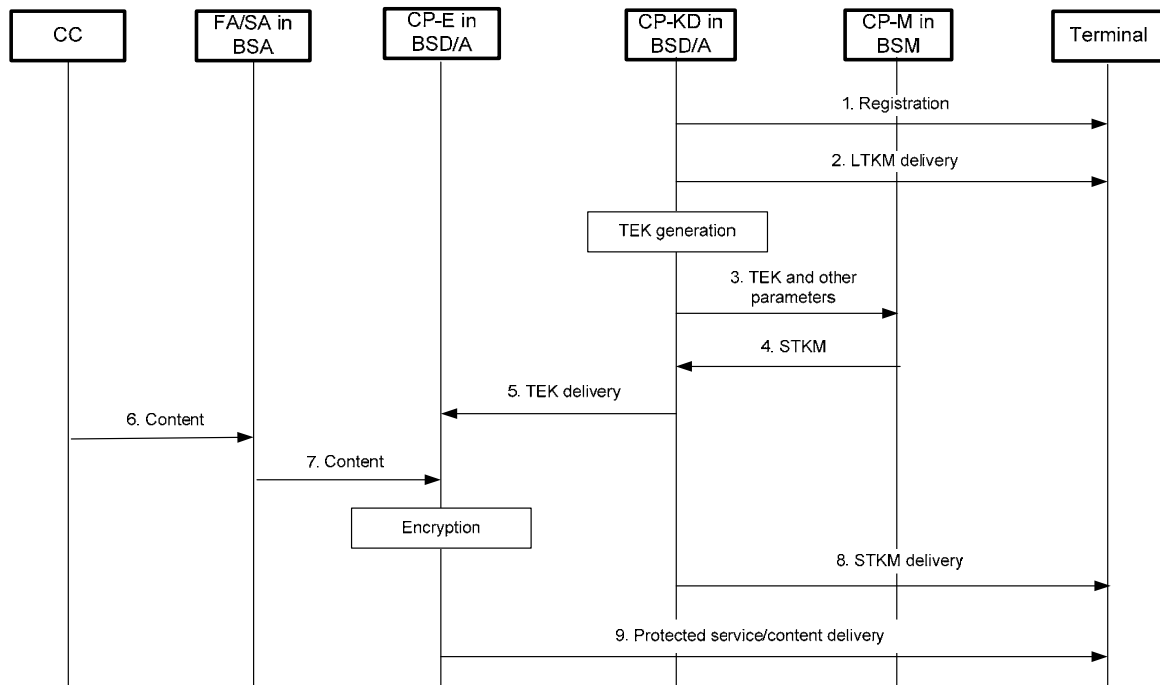 CC
FA/SA in
BSA
CP-E in
BSD/A
CP-KD in
BSD/A
CP-M in
BSM
Terminal
1. Registration
2. LTKM delivery
TEK generation
3. TEK and other
parameters
4. STKM
5. TEK delivery
6. Content
7. Content
Encryption
8. STKM delivery
9. Protected service/content delivery